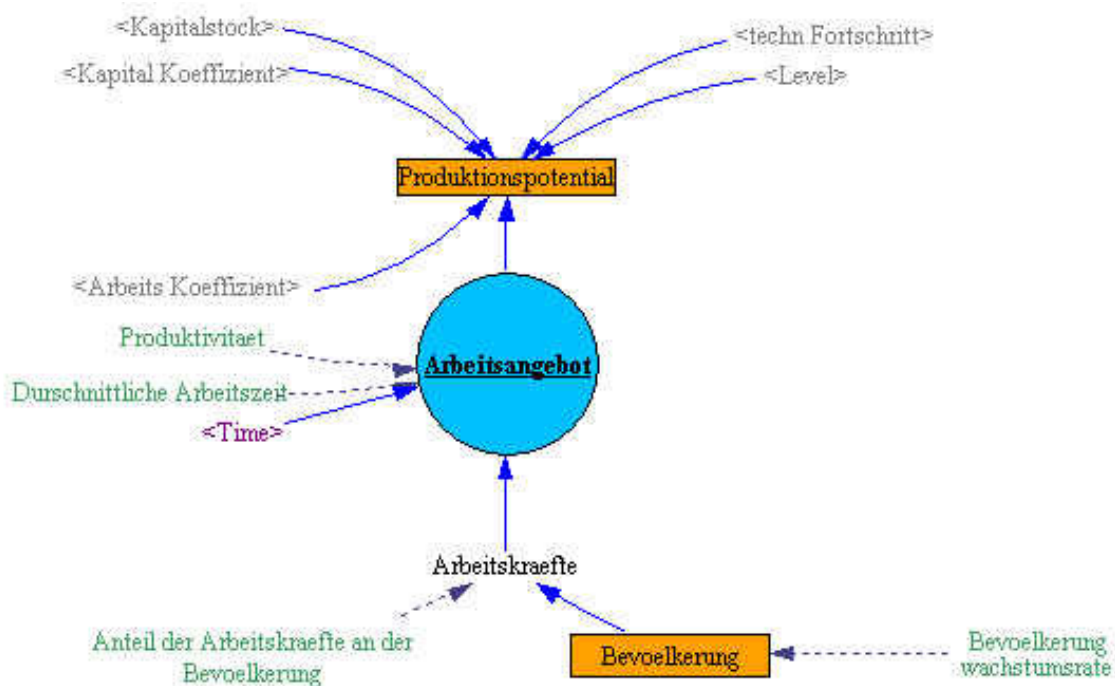 <Kapitalstock>
<techn Fortschritt>
<Kapital Koeffizient>
<Level>
Produktionspotential
<Arbeits Koeffizient>
Produktivitaet
Arbeitsangebot
Durschnittliche Arbeitszeit
<Time>
Arbeitskraefte
Anteil der Arbeitskraefte an der
Bevoelkerung
Bevoelkerung
Bevoelkerung
wachstumsrate